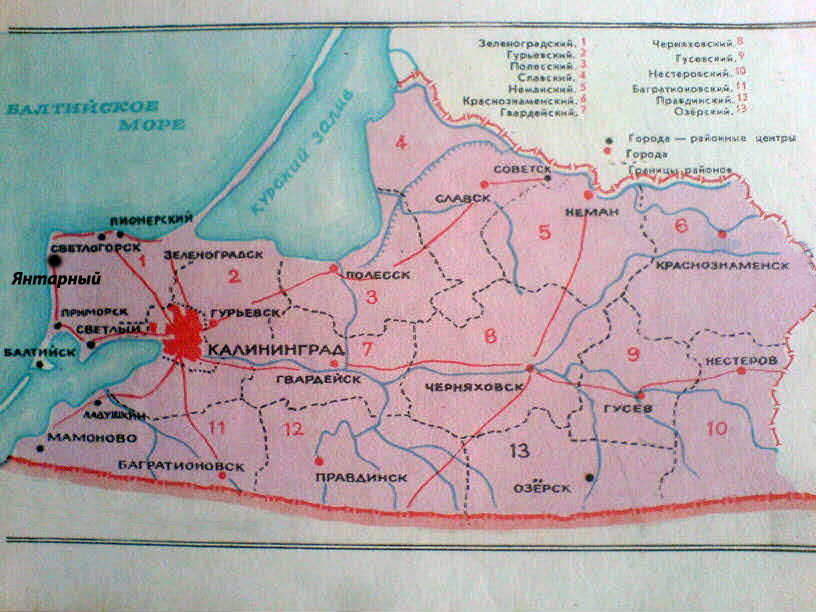 Зеленоградский. 1
Гурьевский. 2
Полесский. 3
Славский. 4
Неманский. 5
Краснознаменский. 6
Гвардейский. 7
Черняховский. 8
Гусевский. 9
Нестеровский. 10
Багратионовский. 11
Правдинский. 13
Озёрский. 13
Города — районные центры
Города
Границы районов
БАЛТИЙСКОЕ
МОРЕ
КУРСКИЙ ЗАЛИВ
4
СОВЕТСК
СЛАВСК
НЕМАН
5
6
КРАСНОЗНАМЕНСК
ПИОНЕРСКИЙ
СВЕТЛОГОРСК
ЗЕЛЕНОГРАДСК
1
2
Янтарный
ПОЛЕССК
3
ПРИМОРСК
ГУРЬЕВСК
СВЕТЛЫЙ
КАЛИНИНГРАД
7
8
9
БАЛТИЙСК
ГВАРДЕЙСК
ЧЕРНЯХОВСК
НЕСТЕРОВ
ГУСЕВ
ЛАДУШКИН
МАМОНОВО
11
12
13
10
БАГРАТИОНОВСК
ПРАВДИНСК
ОЗЁРСК